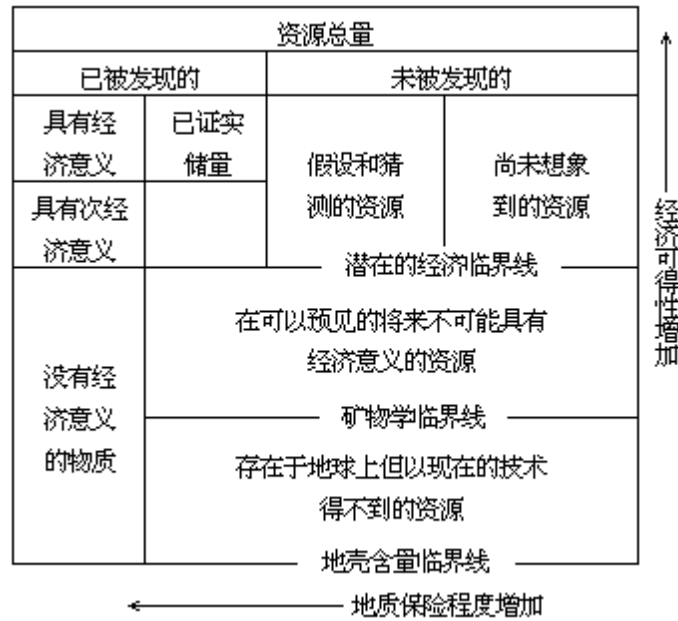 资源总量
已被发现的
未被发现的
具有经
济意义
已证实
储量
假设和猜
测的资源
尚未想象
到的资源
具有次经
济意义
潜在的经济临界线
没有经
济意义
的物质
在可以预见的将来不可能具有
经济意义的资源
矿物学临界线
存在于地球上但以现在的技术
得不到的资源
地壳含量临界线
地质保险程度增加
经济可得性增加